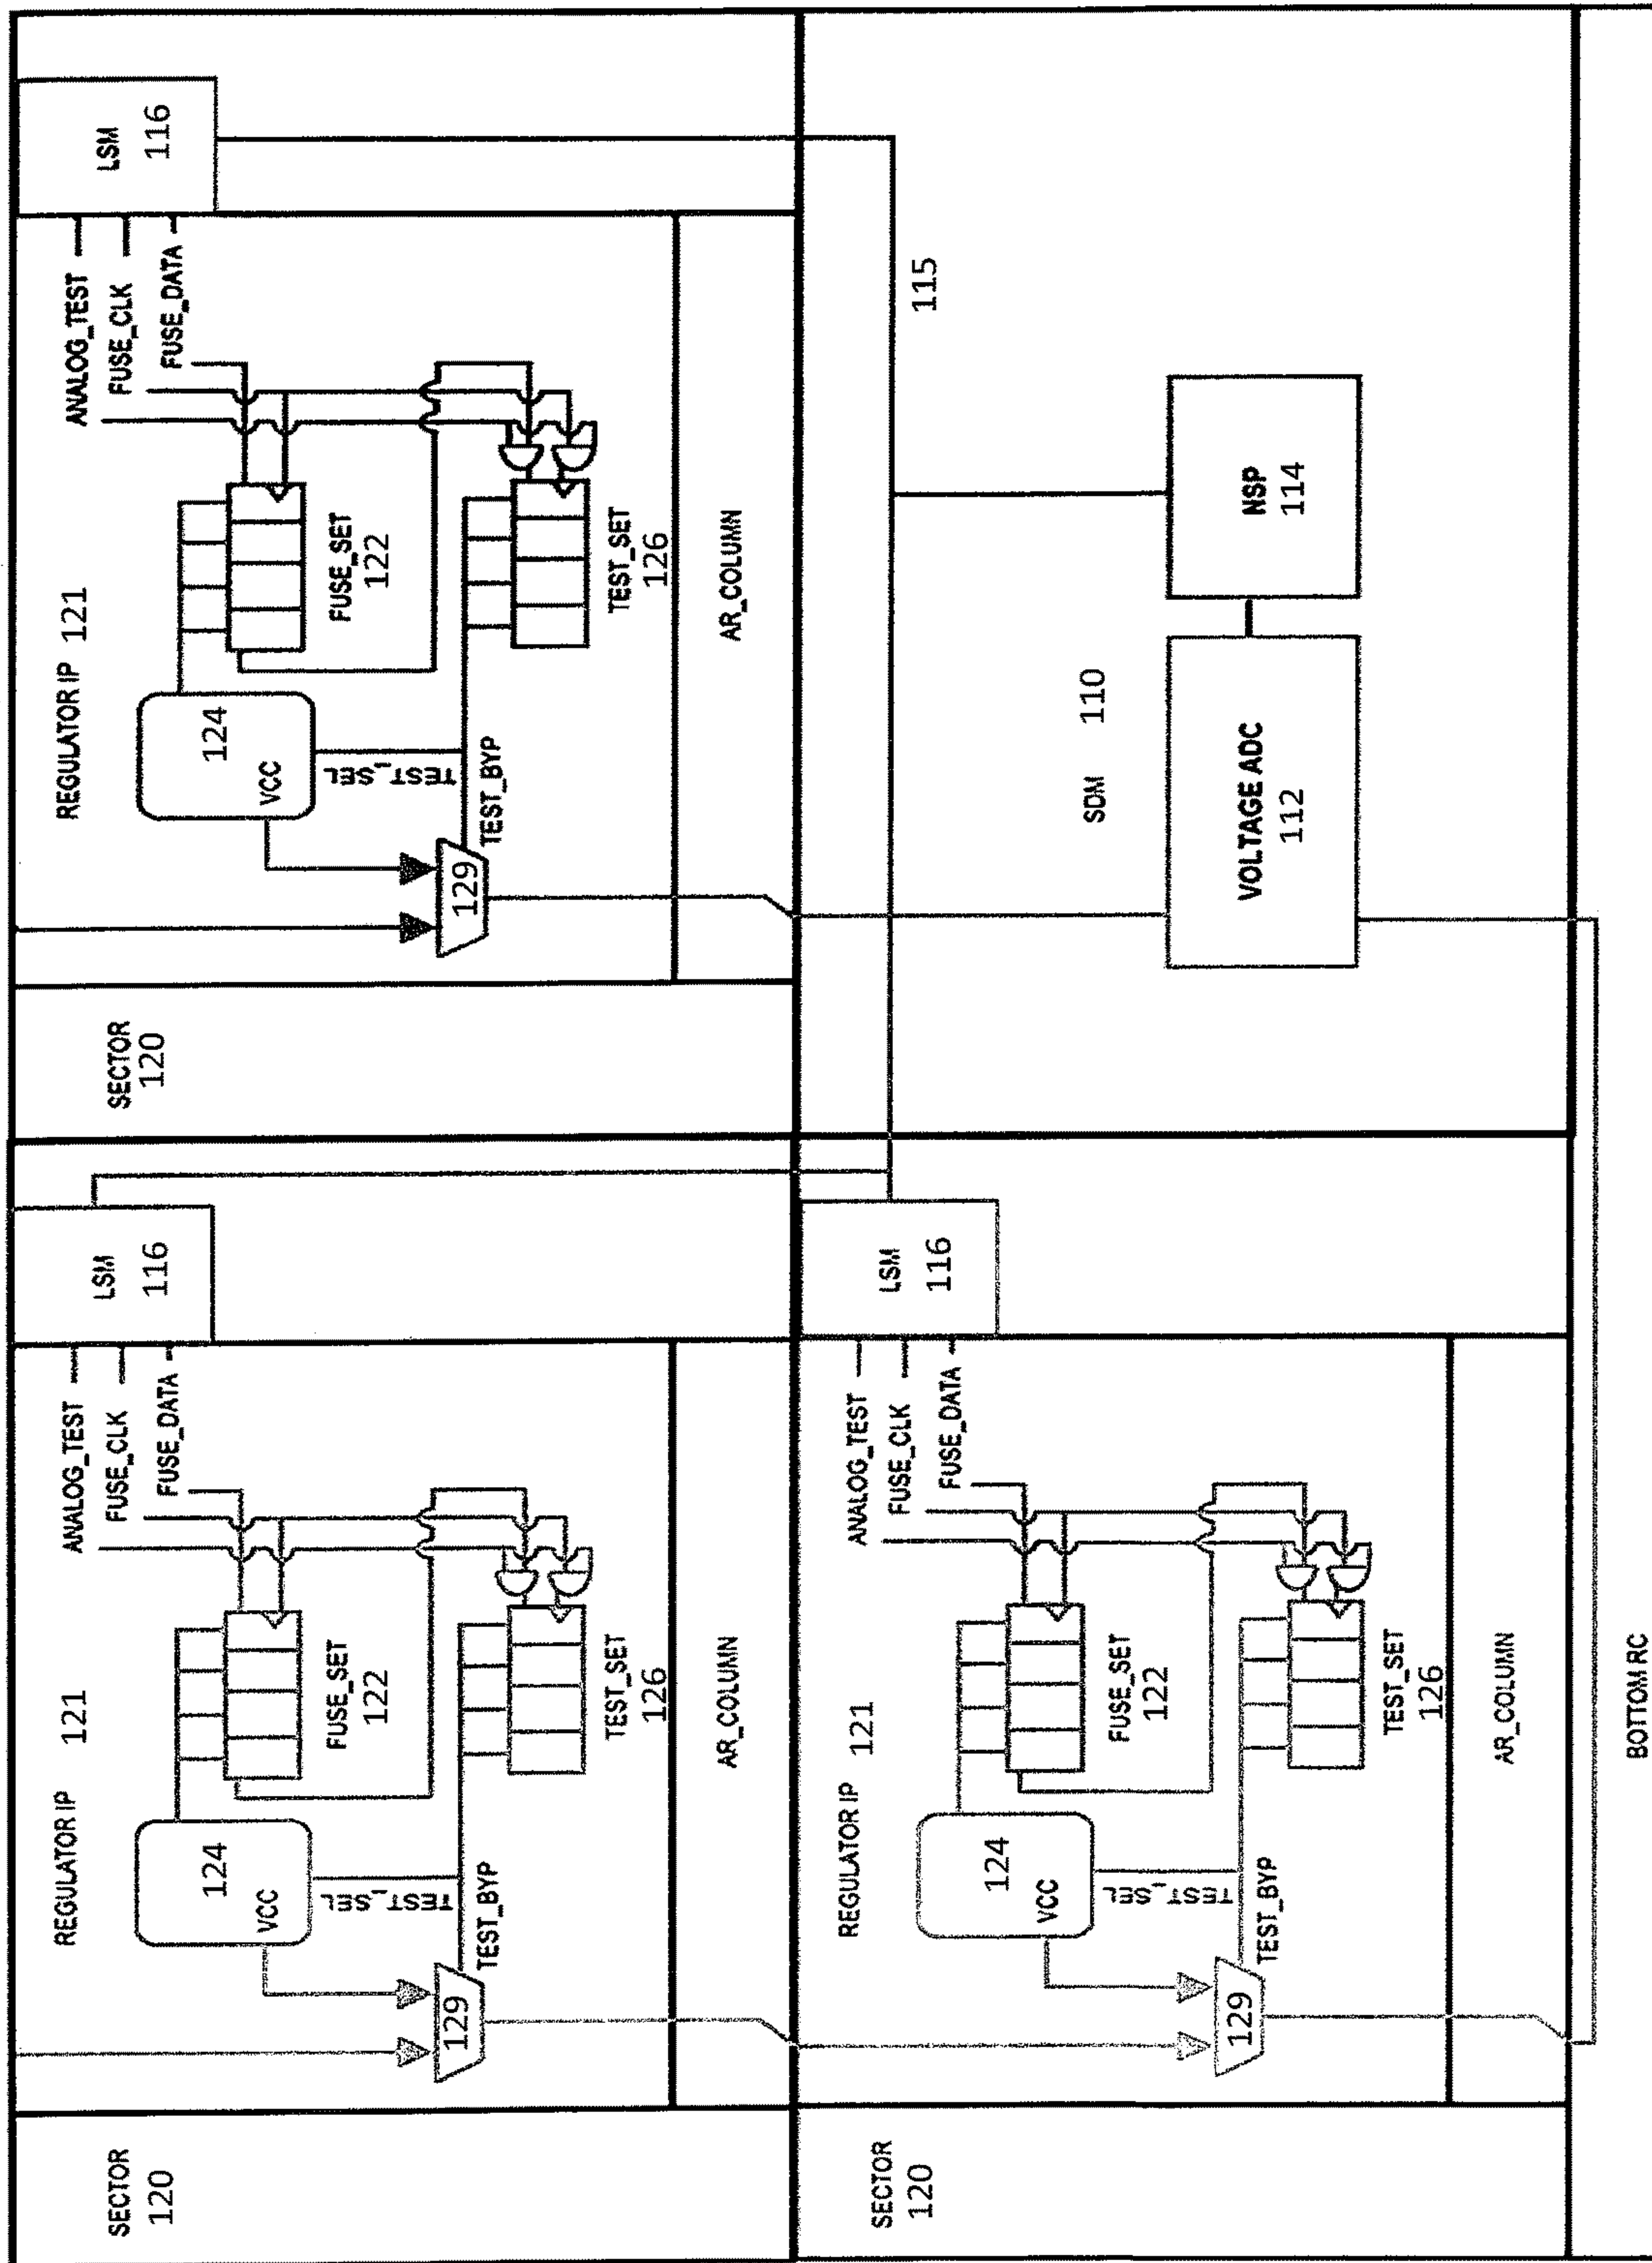 SECTOR
120
REGULATOR IP 121
ANALOG_TEST
FUSE_CLK
FUSE_DATA
LSM
116
124
VCC
FUSE_SET
122
TEST_SEL
TEST_BYP
129
TEST_SET
126
AR_COLUMN
SECTOR
120
REGULATOR IP 121
ANALOG_TEST
FUSE_CLK
FUSE_DATA
LSM
116
124
VCC
FUSE_SET
122
TEST_SEL
TEST_BYP
129
TEST_SET
126
AR_COLUMN
SECTOR
120
REGULATOR IP 121
ANALOG_TEST
FUSE_CLK
FUSE_DATA
LSM
116
124
VCC
FUSE_SET
122
TEST_SEL
TEST_BYP
129
TEST_SET
126
AR_COLUMN
115
SDM 110
VOLTAGE ADC
112
NSP
114
BOTTOM RC